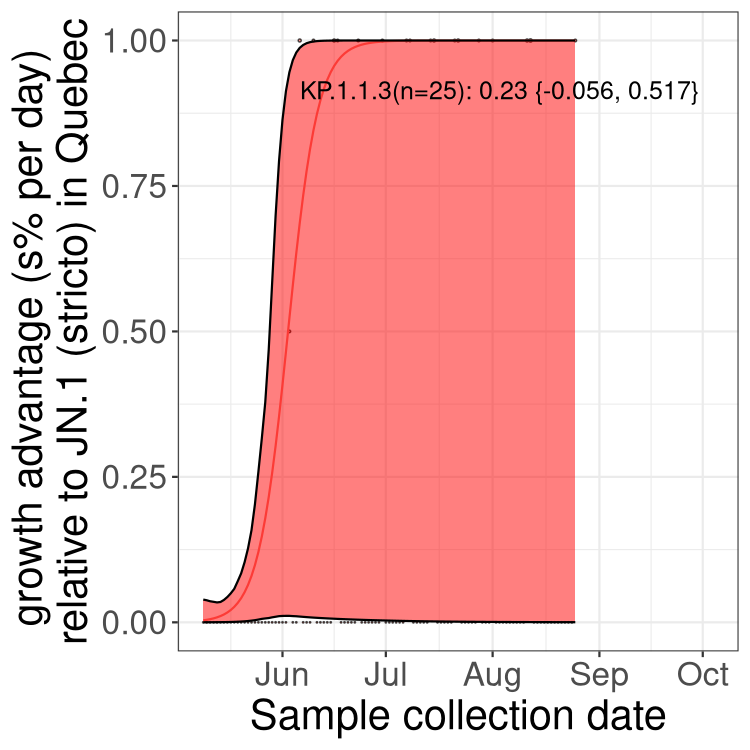 growth advantage (s% per day)
relative to JN.1 (stricto) in Quebec
1.00
0.75
0.50
0.25
0.00
KP.1.1.3(n=25): 0.23 {-0.056, 0.517}
Jun Jul Aug Sep Oct
Sample collection date